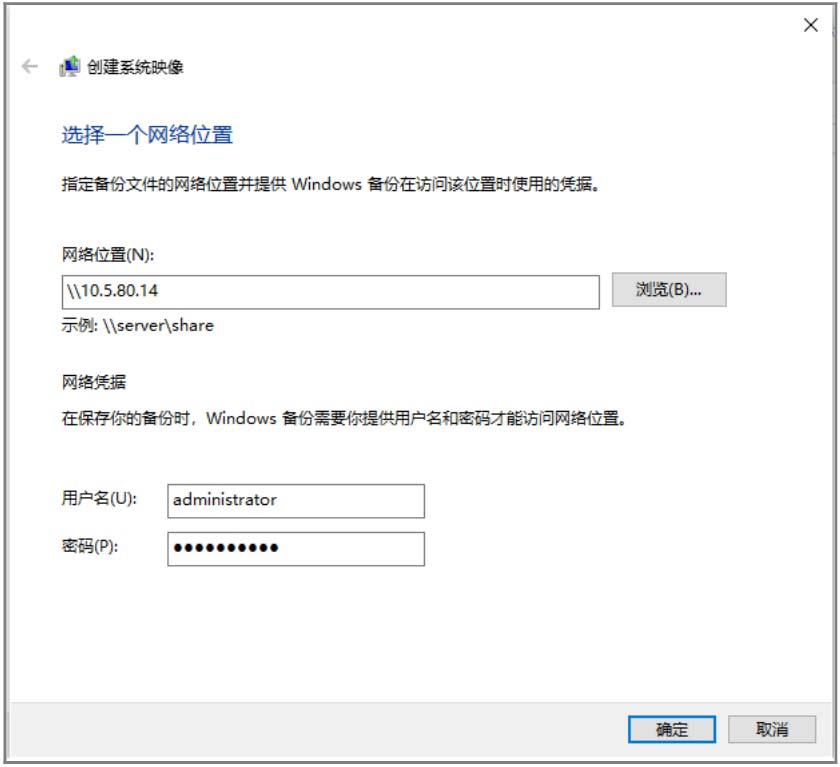 创建系统映像
选择一个网络位置
指定备份文件的网络位置并提供 Windows 备份在访问该位置时使用的凭据。
网络位置(N):
\\10.5.80.14
浏览(B)...
示例: \\server\share
网络凭据
在保存你的备份时，Windows 备份需要你提供用户名和密码才能访问网络位置。
用户名(U):
administrator
密码(P):
●●●●●●●●●●
确定
取消